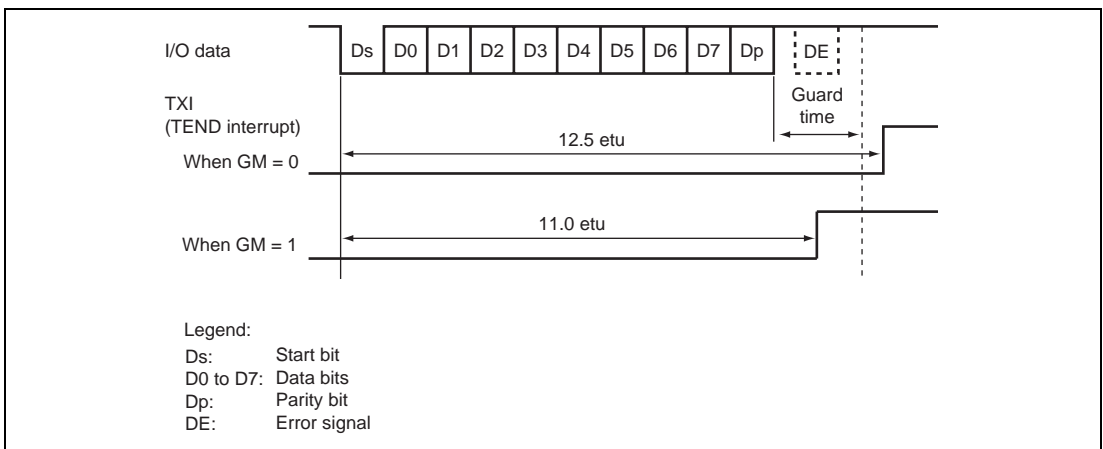 I/O data
Ds D0 D1 D2 D3 D4 D5 D6 D7 Dp DE
Guard
time
TXI
(TEND interrupt)
12.5 etu
When GM = 0
11.0 etu
When GM = 1
Legend:
Ds: Start bit
D0 to D7: Data bits
Dp: Parity bit
DE: Error signal